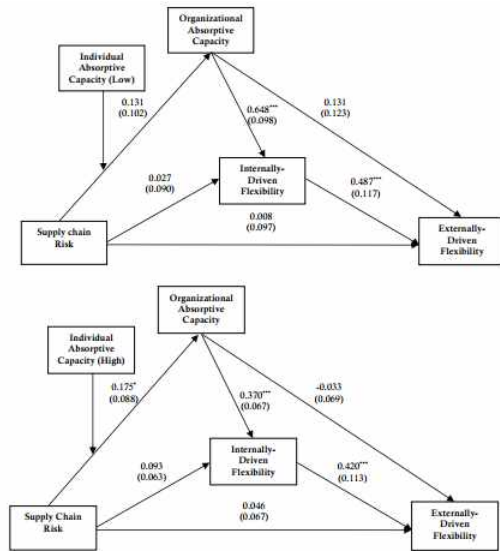 Organizational
Absorptive
Capacity
Individual
Absorptive
Capacity (Low)
0.131
(0.102)
0.648***
(0.098)
0.131
(0.123)
0.027
(0.090)
Internally-
Driven
Flexibility
0.487***
(0.117)
0.008
(0.097)
Supply chain
Risk
Externally-
Driven
Flexibility
Organizational
Absorptive
Capacity
Individual
Absorptive
Capacity (High)
0.175*
(0.088)
0.370***
(0.067)
-0.033
(0.069)
0.093
(0.063)
Internally-
Driven
Flexibility
0.420***
(0.113)
0.046
(0.067)
Supply Chain
Risk
Externally-
Driven
Flexibility